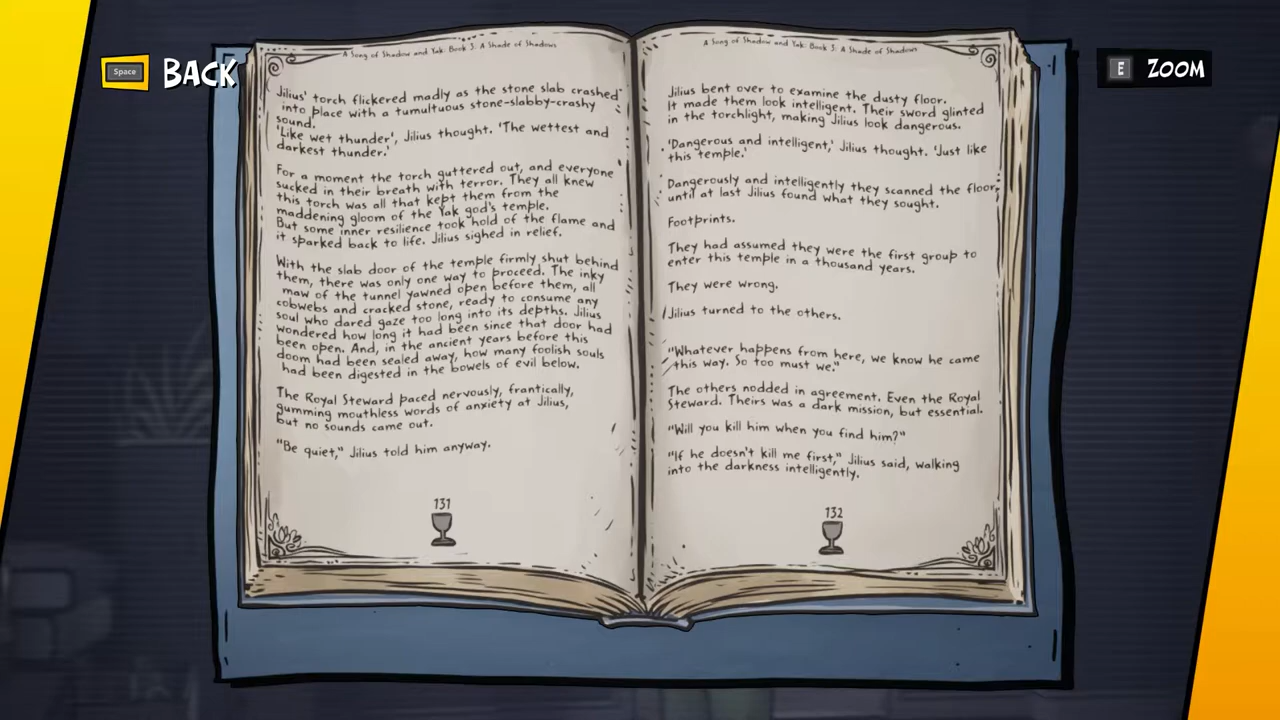 Space BACK
E ZOOM
A Song of Shadow and Yak: Book 3: A Shade of Shadows
Jilius' torch flickered madly as the stone slab crashed
into place with a tumultuous stone-slabby-crashy
sound.
'Like wet thunder', Jilius thought. 'The wettest and
darkest thunder.'
For a moment the torch guttered out, and everyone
sucked in their breath with terror. They all knew
this torch was all that kept them from the
maddening gloom of the Yak god's temple.
But some inner resilience took hold of the flame and
it sparked back to life. Jilius sighed in relief.
With the slab door of the temple firmly shut behind
them, there was only one way to proceed. The inky
maw of the tunnel yawned open before them, all
cobwebs and cracked stone, ready to consume any
soul who dared gaze too long into its depths. Jilius
wondered how long it had been since that door had
been open. And, in the ancient years before this
doom had been sealed away, how many foolish souls
had been digested in the bowels of evil below.
The Royal Steward paced nervously, frantically,
gumming mouthless words of anxiety at Jilius,
but no sounds came out.
"Be quiet," Jilius told him anyway.
131
A Song of Shadow and Yak: Book 3: A Shade of Shadows
Jilius bent over to examine the dusty floor.
It made them look intelligent. Their sword glinted
in the torchlight, making Jilius look dangerous.
'Dangerous and intelligent,' Jilius thought. 'Just like
this temple.'
Dangerously and intelligently they scanned the floor,
until at last Jilius found what they sought.
Footprints.
They had assumed they were the first group to
enter this temple in a thousand years.
They were wrong.
Jilius turned to the others.
"Whatever happens from here, we know he came
this way. So too must we."
The others nodded in agreement. Even the Royal
Steward. Theirs was a dark mission, but essential.
"Will you kill him when you find him?"
"If he doesn't kill me first," Jilius said, walking
into the darkness intelligently.
132